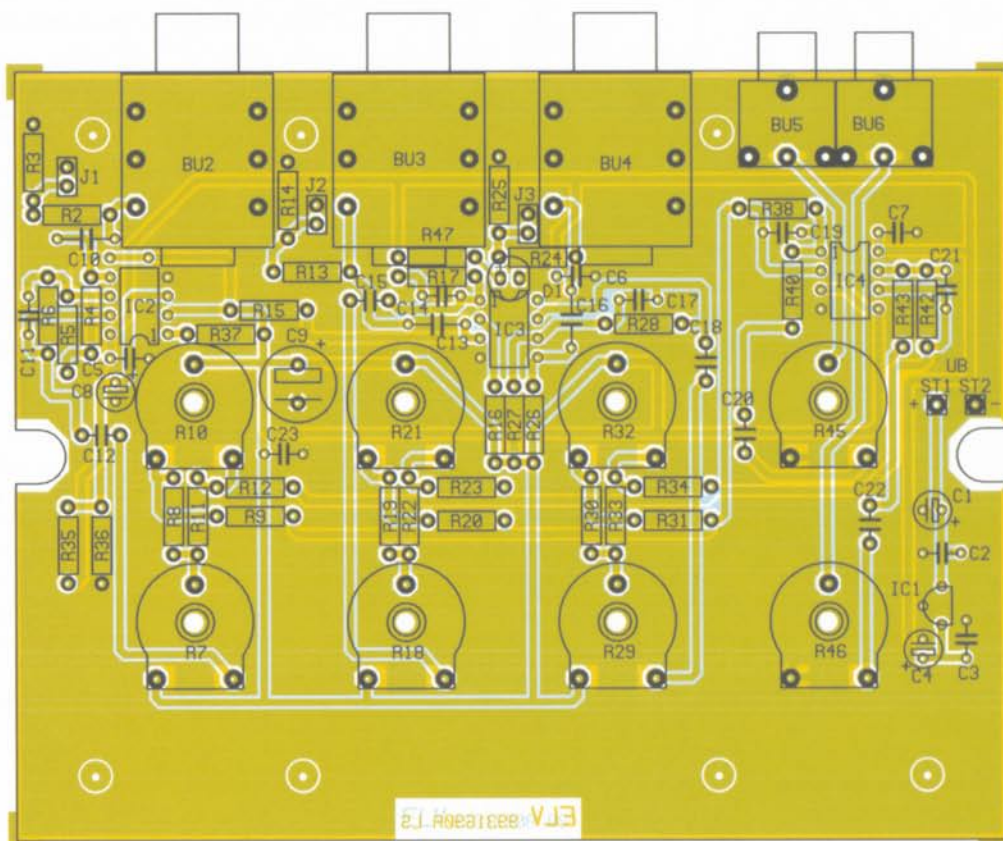 BU5 BU6
BU2 BU3 BU4
R3 J1 R14 J2 R25 J3
R2 R38 C7
C10 R47 C19
R13 R24 C21
C15 R17 C6 IC4
IC2 D1 R40
R6 R5 R4 R15 C14 C16 C17 R43 R42
IC3 R28
C11 R37 C13 C18
C5 C9 + UB
C8 + ST1 ST2 -
C20
R10 R21 R16 R27 R26 R32 R45
C12 C23
R12 R23 R34 C22 C1
R8 R11 R19 R22 R30 R33
R9 R20 R31 +
R35 R36 C2
IC1
R7 R18 R29 R46
+ C4 C3
ELV